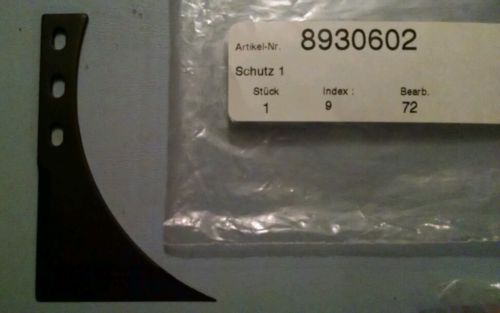 Artikel-Nr. 8930602
Schutz 1
Stück Index : Bearb.
1 9 72